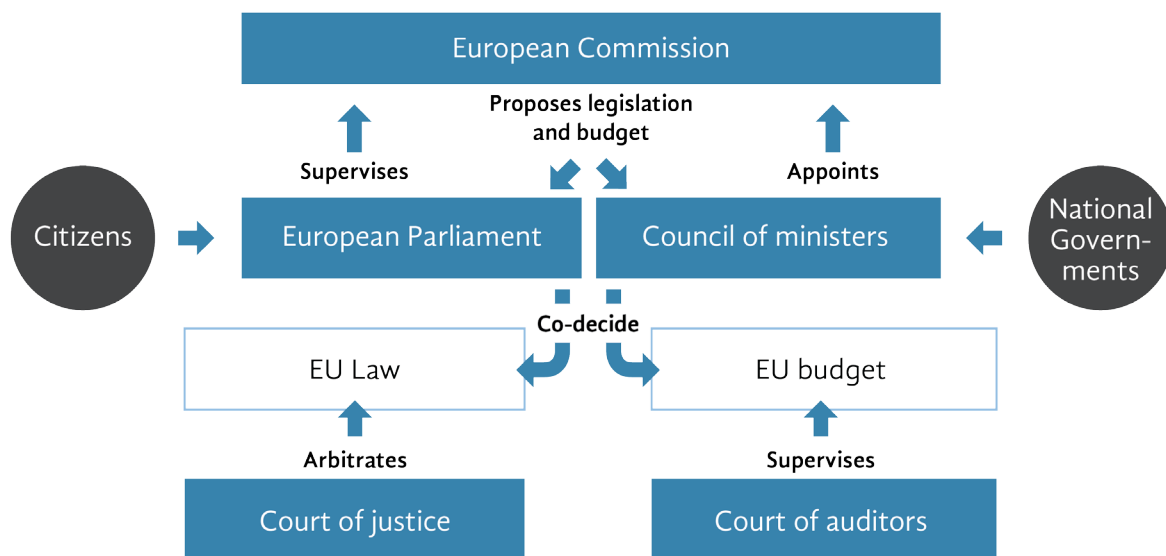 European Commission
Proposes legislation
and budget
Supervises
Appoints
Citizens
European Parliament
Council of ministers
National
Govern-
ments
Co-decide
EU Law
EU budget
Arbitrates
Supervises
Court of justice
Court of auditors